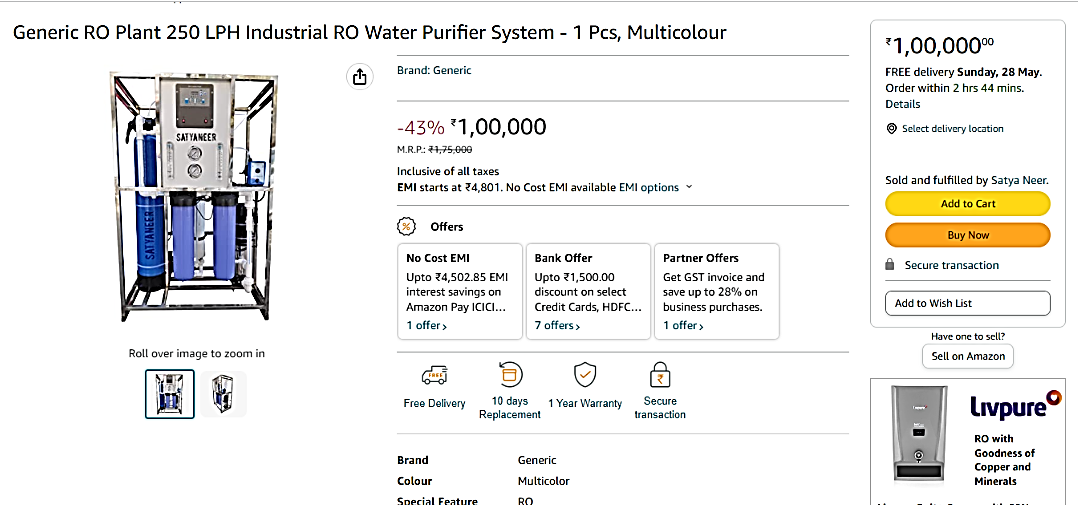 Generic RO Plant 250 LPH Industrial RO Water Purifier System - 1 Pcs, Multicolour
SATYANEER
SATYANEER
Roll over image to zoom in
Brand: Generic
-43% ₹1,00,000
M.R.P.: ₹1,75,000
Inclusive of all taxes
EMI starts at ₹4,801. No Cost EMI available EMI options
Offers
No Cost EMI
Upto ₹4,502.85 EMI
interest savings on
Amazon Pay ICICI...
1 offer
Bank Offer
Upto ₹1,500.00
discount on select
Credit Cards, HDFC...
7 offers
Partner Offers
Get GST invoice and
save up to 28% on
business purchases.
1 offer
FREE
Free Delivery
10 days
Replacement
1 Year Warranty
Secure
transaction
Brand Generic
Colour Multicolor
Special Feature RO
₹1,00,00000
FREE delivery Sunday, 28 May.
Order within 2 hrs 44 mins.
Details
Select delivery location
Sold and fulfilled by Satya Neer.
Add to Cart
Buy Now
Secure transaction
Add to Wish List
Have one to sell?
Sell on Amazon
Livpure
RO with
Goodness of
Copper and
Minerals